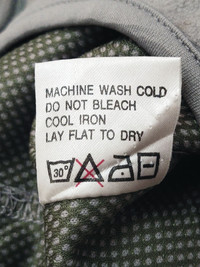 MACHINE WASH COLD
DO NOT BLEACH
COOL IRON
LAY FLAT TO DRY
30°